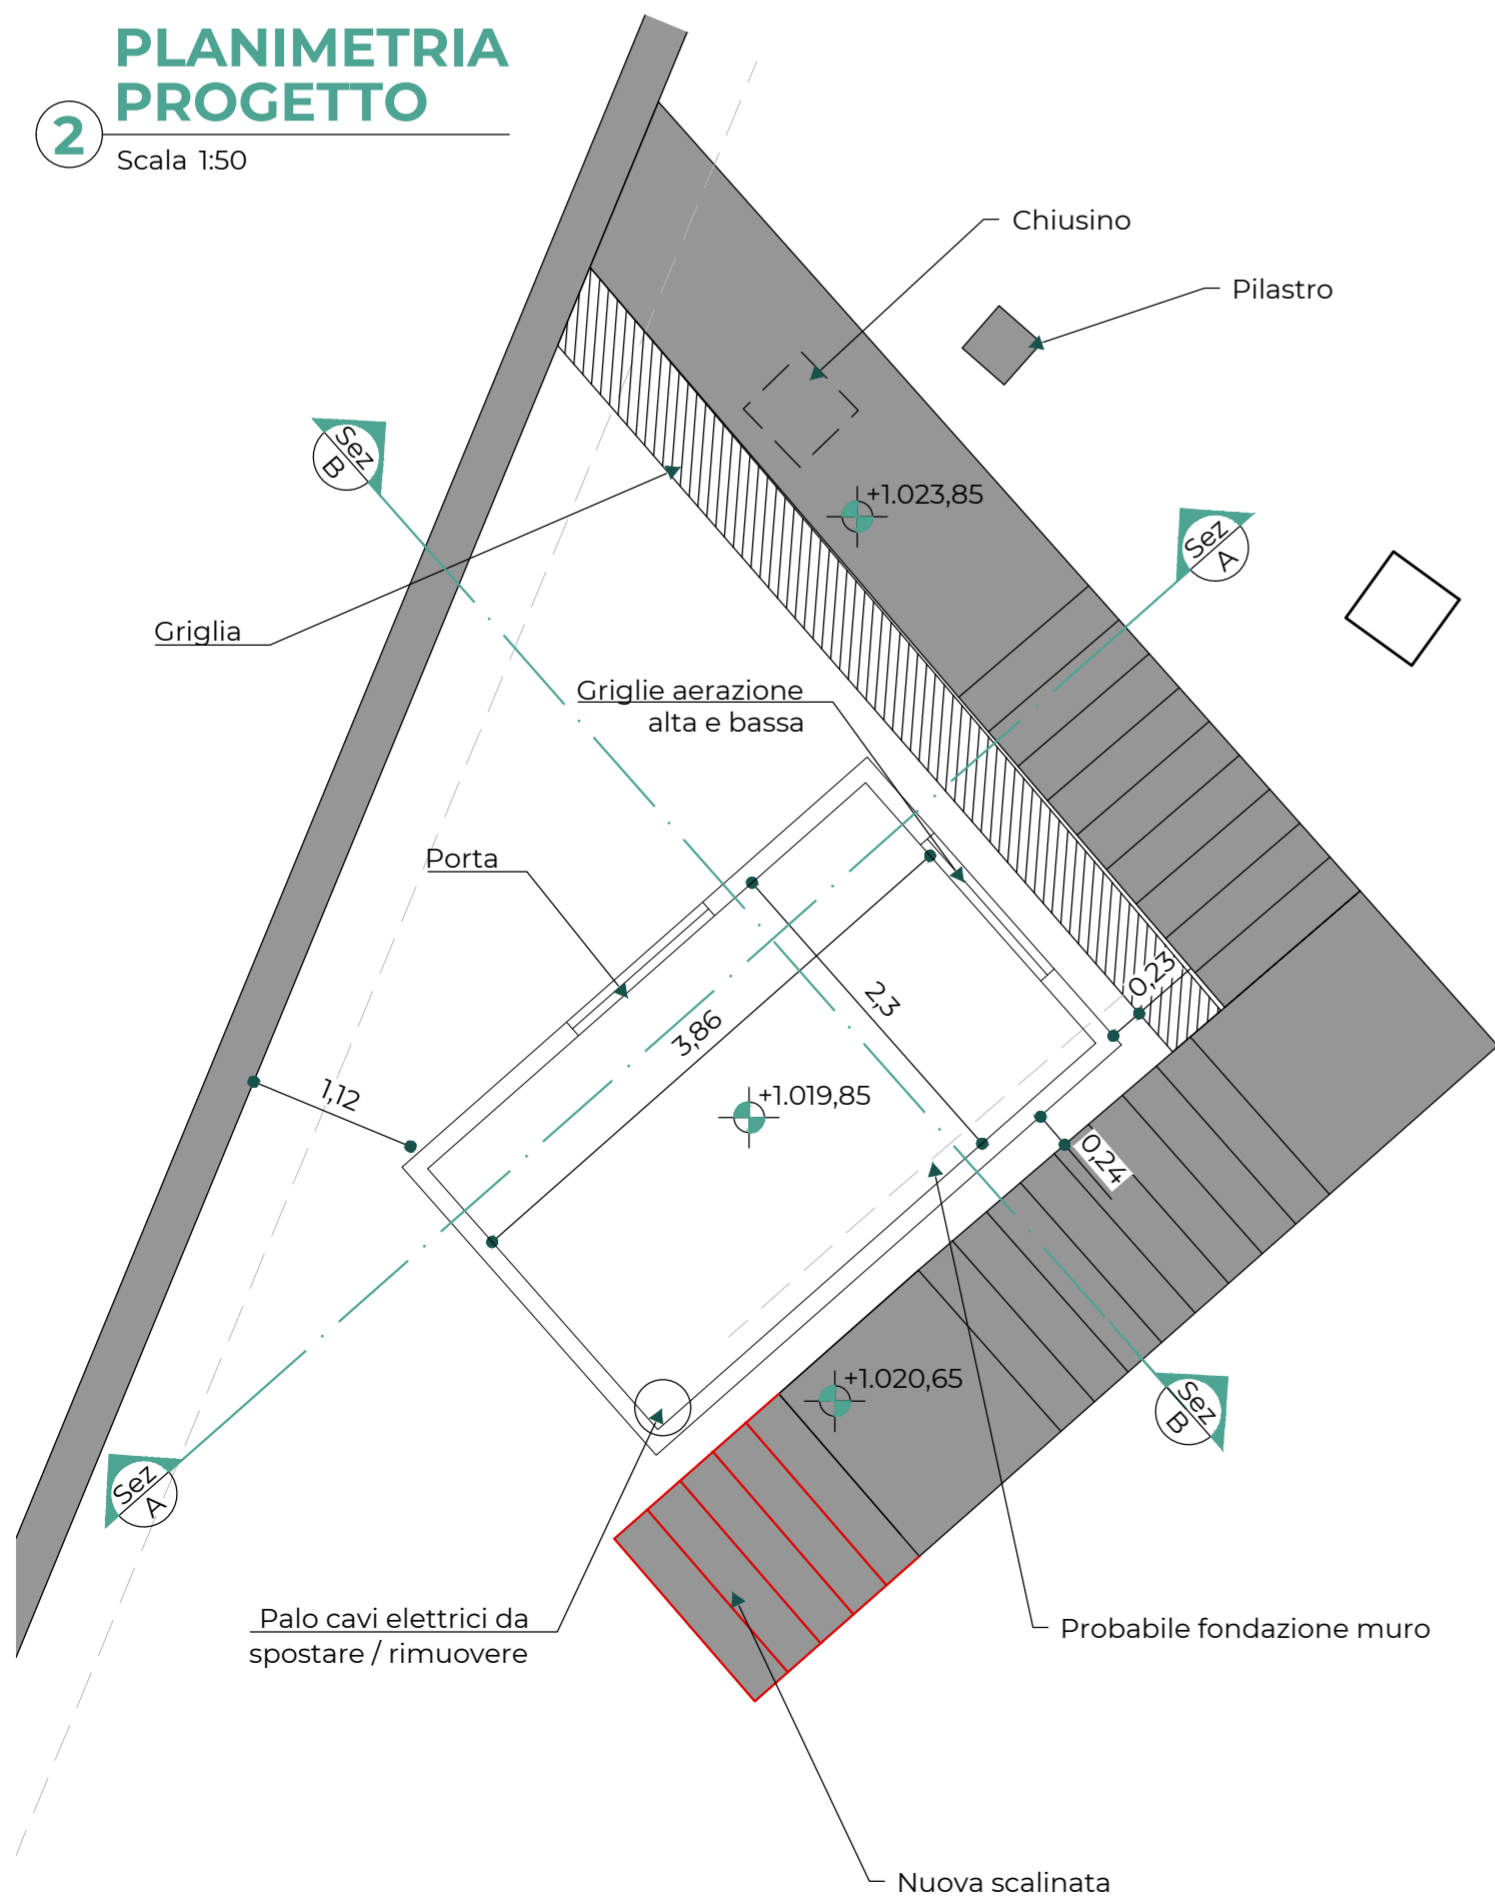 PLANIMETRIA
PROGETTO
2
Scala 1:50
Chiusino
Pilastro
Sez
B
+1.023,85
Sez
A
Griglia
Griglie aerazione
alta e bassa
Porta
0,23
2,3
3,86
1,12
+1.019,85
0,24
+1.020,65
Sez
B
Sez
A
Palo cavi elettrici da
spostare / rimuovere
Probabile fondazione muro
Nuova scalinata